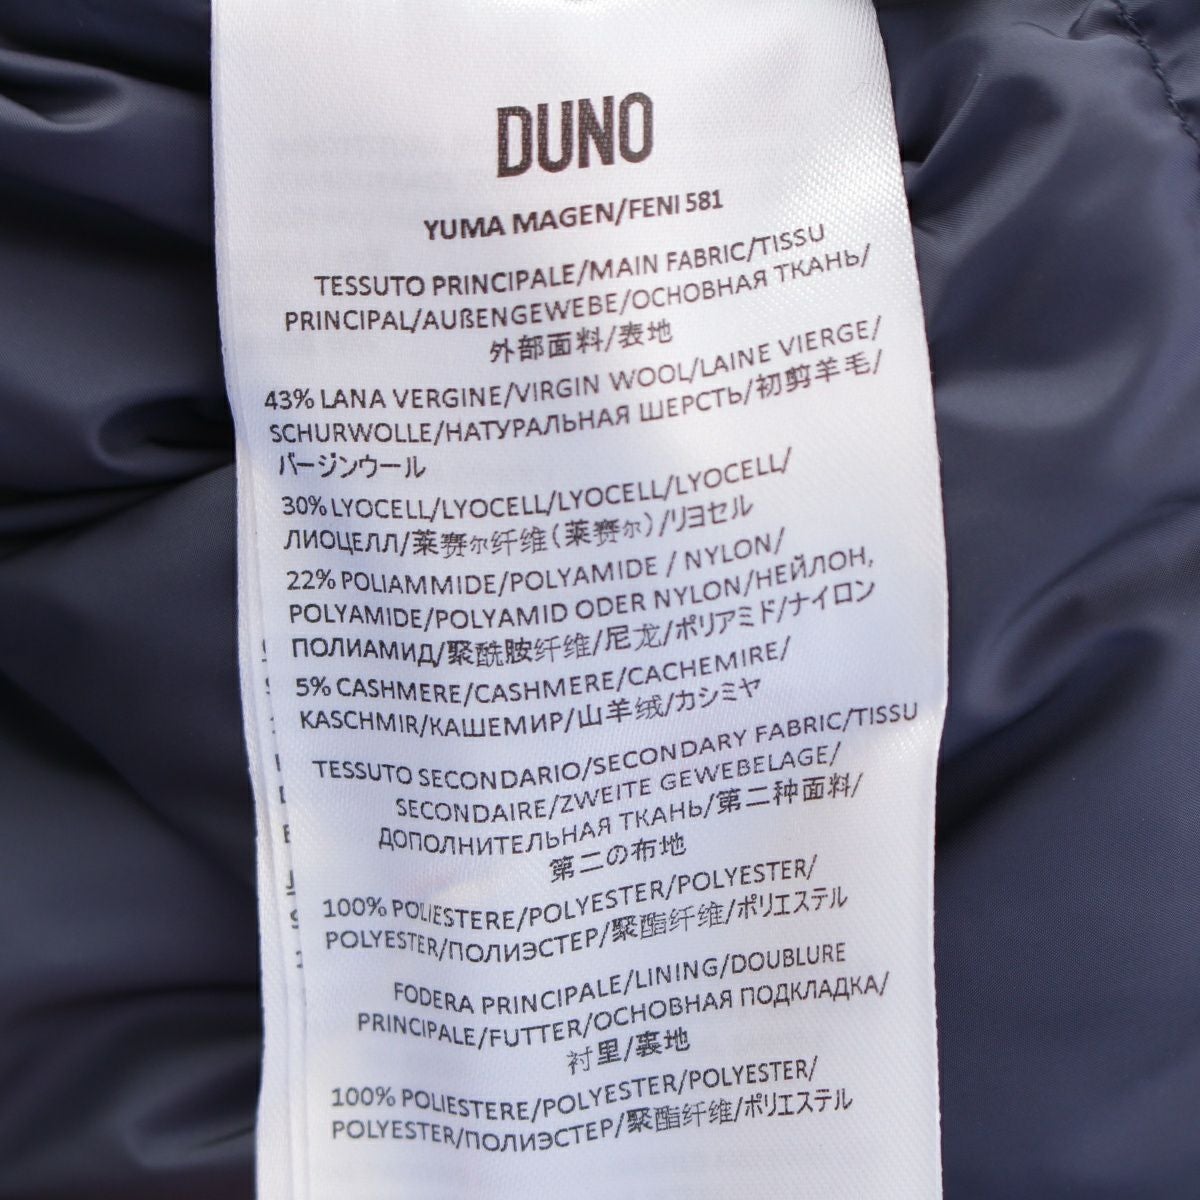 DUNO
YUMA MAGEN/FENI 581
TESSUTO PRINCIPALE/MAIN FABRIC/TISSU
PRINCIPAL/AUßENGEWEBE/ОСНОВНАЯ ТКАНЬ/
外部面料/表地
43% LANA VERGINE/VIRGIN WOOL/LAINE VIERGE/
SCHURWOLLE/НАТУРАЛЬНАЯ ШЕРСТЬ/初剪羊毛/
バージンウール
30% LYOCELL/LYOCELL/LYOCELL/LYOCELL/
ЛИОЦЕЛЛ/莱赛尔纤维(莱赛尔)/リヨセル
22% POLIAMMIDE/POLYAMIDE / NYLON/
POLYAMIDE/POLYAMID ODER NYLON/НЕЙЛОН,
ПОЛИАМИД/聚酰胺纤维/尼龙/ポリアミド/ナイロン
5% CASHMERE/CASHMERE/CACHEMIRE/
KASCHMIR/КАШЕМИР/山羊绒/カシミヤ
TESSUTO SECONDARIO/SECONDARY FABRIC/TISSU
SECONDAIRE/ZWEITE GEWEBELAGE/
ДОПОЛНИТЕЛЬНАЯ ТКАНЬ/第二种面料/
第二の布地
100% POLIESTERE/POLYESTER/POLYESTER/
POLYESTER/ПОЛИЭСТЕР/聚酯纤维/ポリエステル
FODERA PRINCIPALE/LINING/DOUBLURE
PRINCIPALE/FUTTER/ОСНОВНАЯ ПОДКЛАДКА/
衬里/裏地
100% POLIESTERE/POLYESTER/POLYESTER/
POLYESTER/ПОЛИЭСТЕР/聚酯纤维/ポリエステル